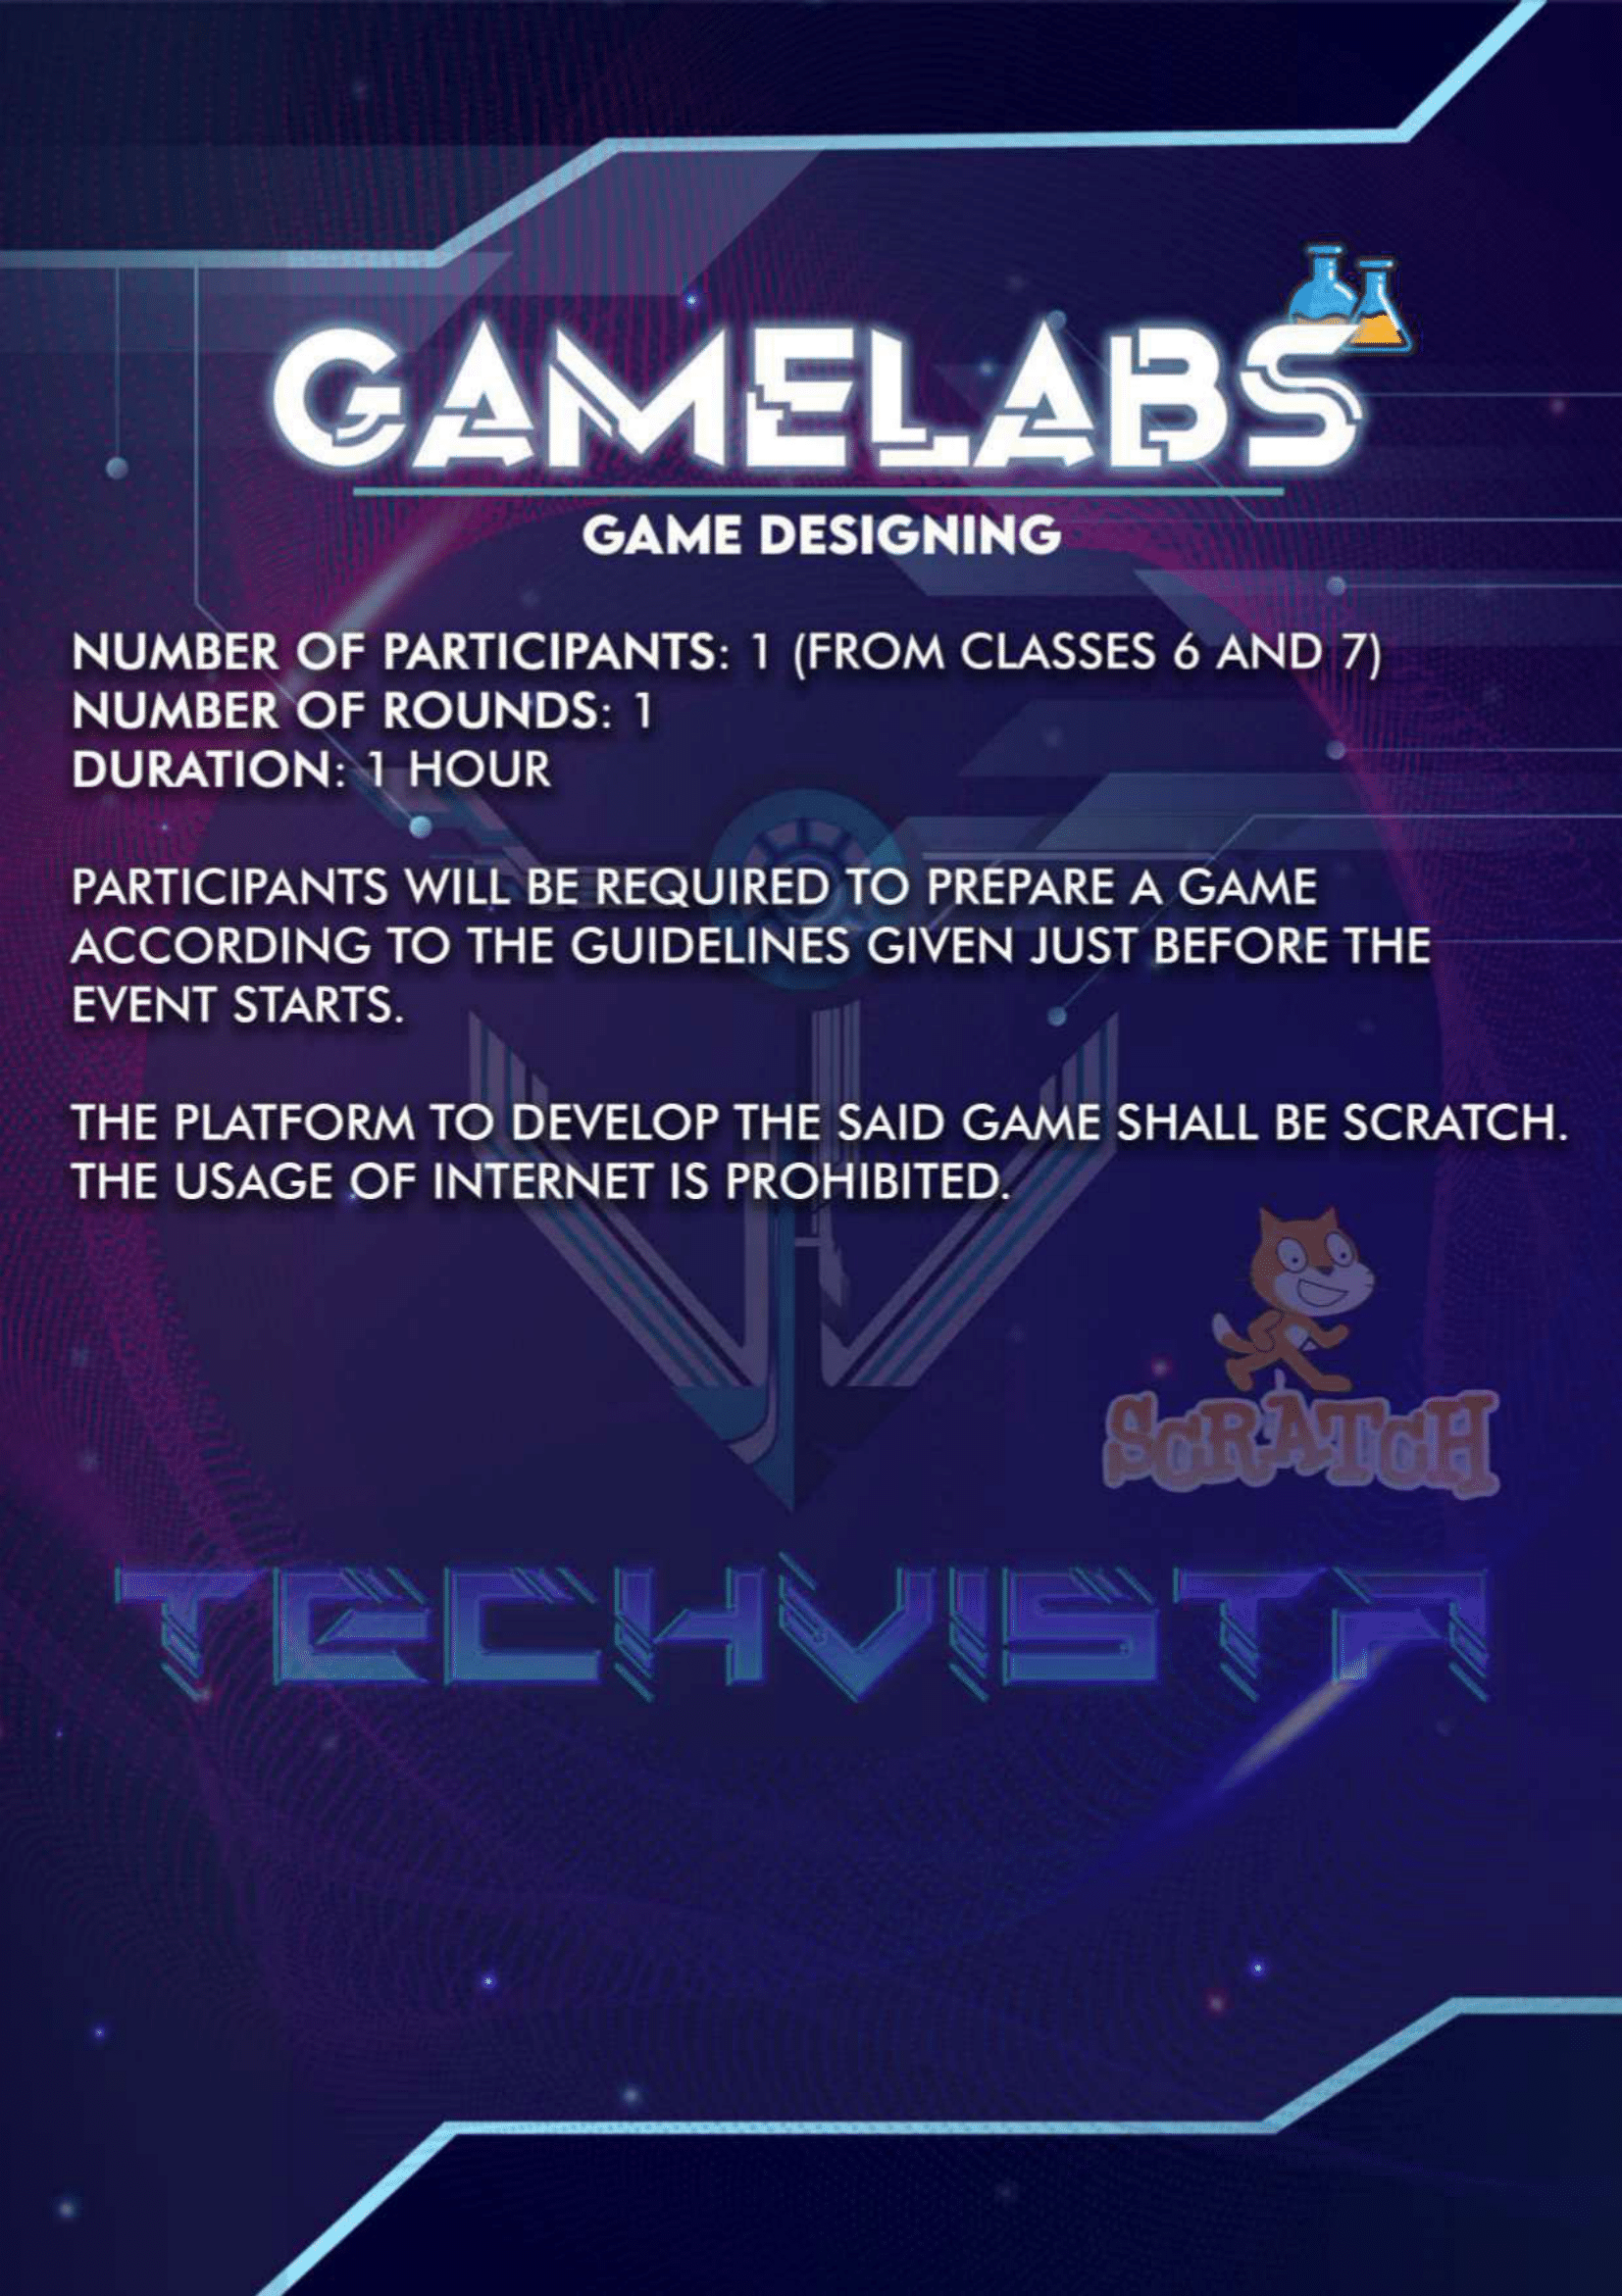 GAMELABS
GAME DESIGNING
NUMBER OF PARTICIPANTS: 1 (FROM CLASSES 6 AND 7)
NUMBER OF ROUNDS: 1
DURATION: 1 HOUR
PARTICIPANTS WILL BE REQUIRED TO PREPARE A GAME
ACCORDING TO THE GUIDELINES GIVEN JUST BEFORE THE
EVENT STARTS.
THE PLATFORM TO DEVELOP THE SAID GAME SHALL BE SCRATCH.
THE USAGE OF INTERNET IS PROHIBITED.
SCRATCH
TECHVISTA